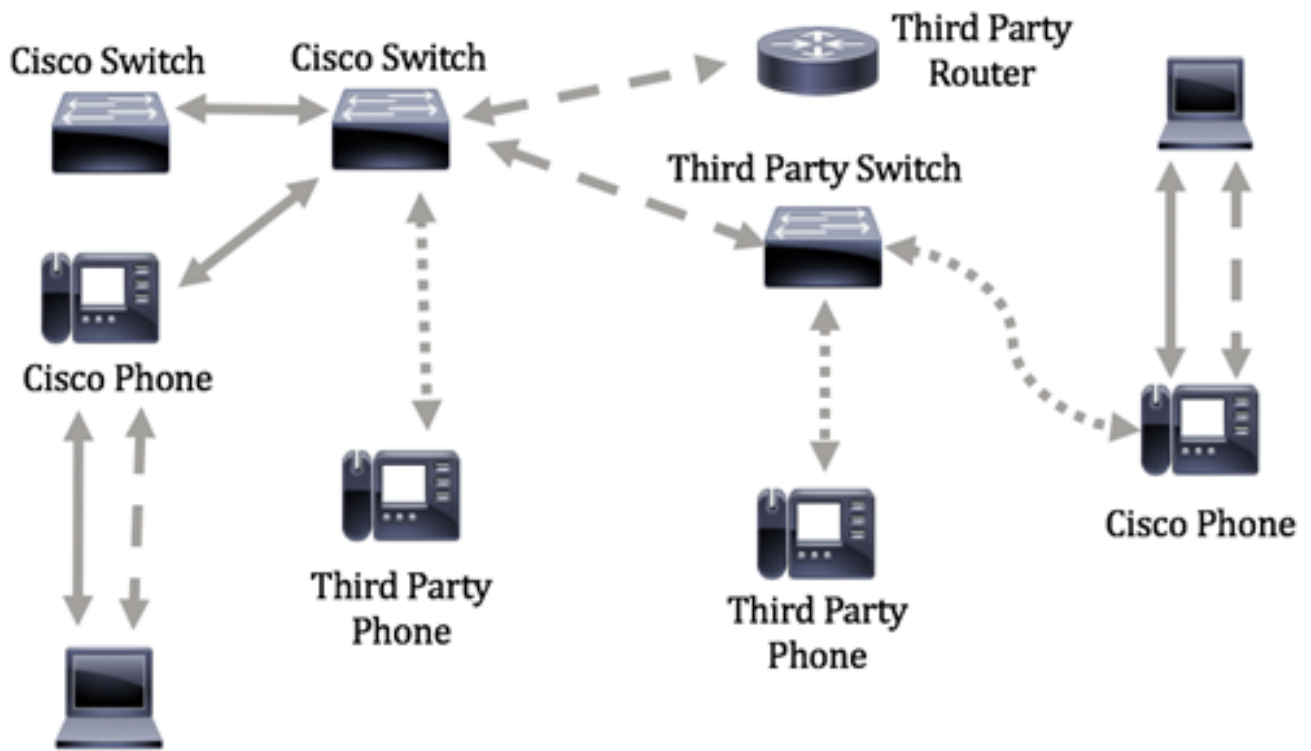 Cisco Switch
Cisco Switch
Third Party
Router
Third Party Switch
Cisco Phone
Third Party
Phone
Third Party
Phone
Cisco Phone